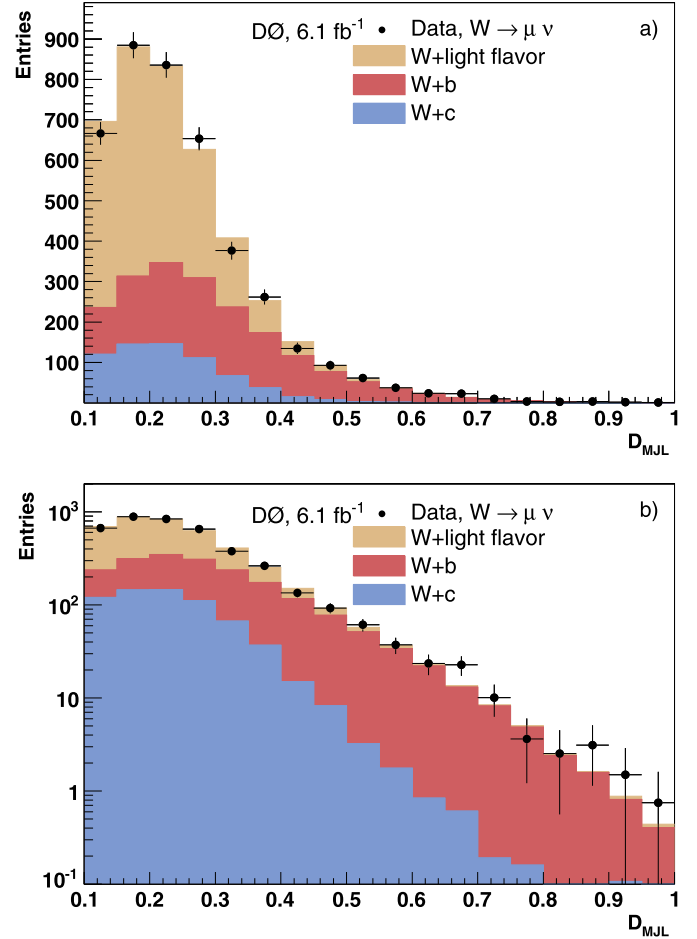 Entries
900
800
700
600
500
400
300
200
100
DØ, 6.1 fb⁻¹ Data, W → μ ν a)
W+light flavor
W+b
W+c
0.1 0.2 0.3 0.4 0.5 0.6 0.7 0.8 0.9 1
D_MJL
Entries
10³
10²
10
1
10⁻¹
DØ, 6.1 fb⁻¹ Data, W → μ ν b)
W+light flavor
W+b
W+c
0.1 0.2 0.3 0.4 0.5 0.6 0.7 0.8 0.9 1
D_MJL